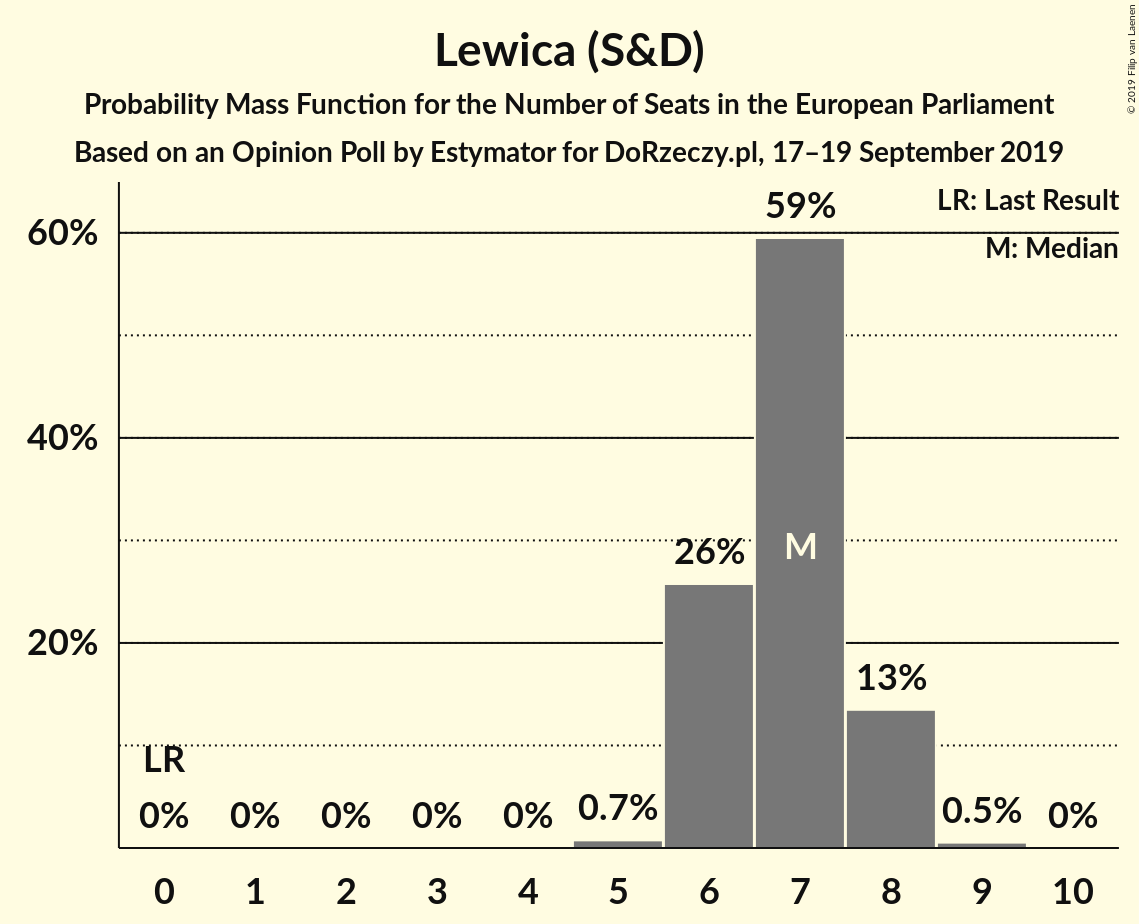 Lewica (S&D)
Probability Mass Function for the Number of Seats in the European Parliament
Based on an Opinion Poll by Estymator for DoRzeczy.pl, 17–19 September 2019
© 2019 Filip van Laenen
LR: Last Result
M: Median
60%
40%
20%
LR
0%
0%
0%
0%
0%
0.7%
26%
59%
M
13%
0.5%
0%
0 1 2 3 4 5 6 7 8 9 10